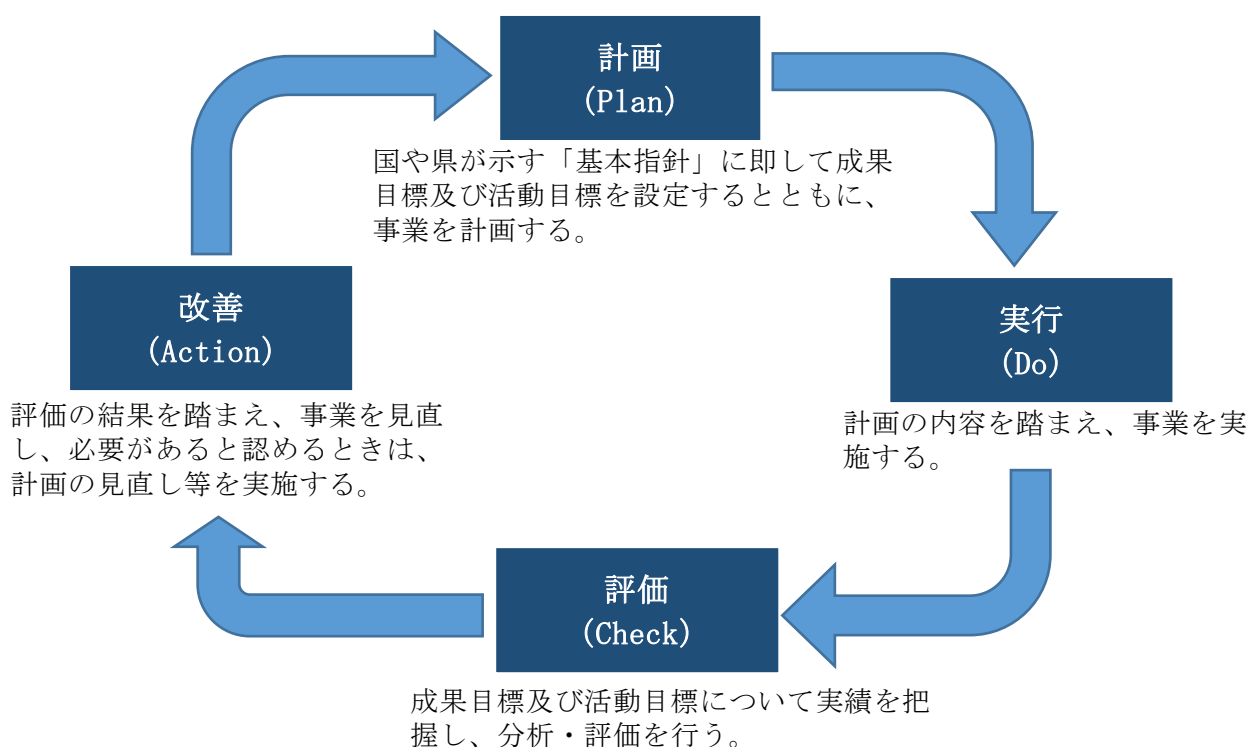 計画
(Plan)
国や県が示す「基本指針」に即して成果
目標及び活動目標を設定するとともに、
事業を計画する。
実行
(Do)
計画の内容を踏まえ、事業を実
施する。
評価
(Check)
成果目標及び活動目標について実績を把
握し、分析・評価を行う。
改善
(Action)
評価の結果を踏まえ、事業を見直
し、必要があると認めるときは、
計画の見直し等を実施する。